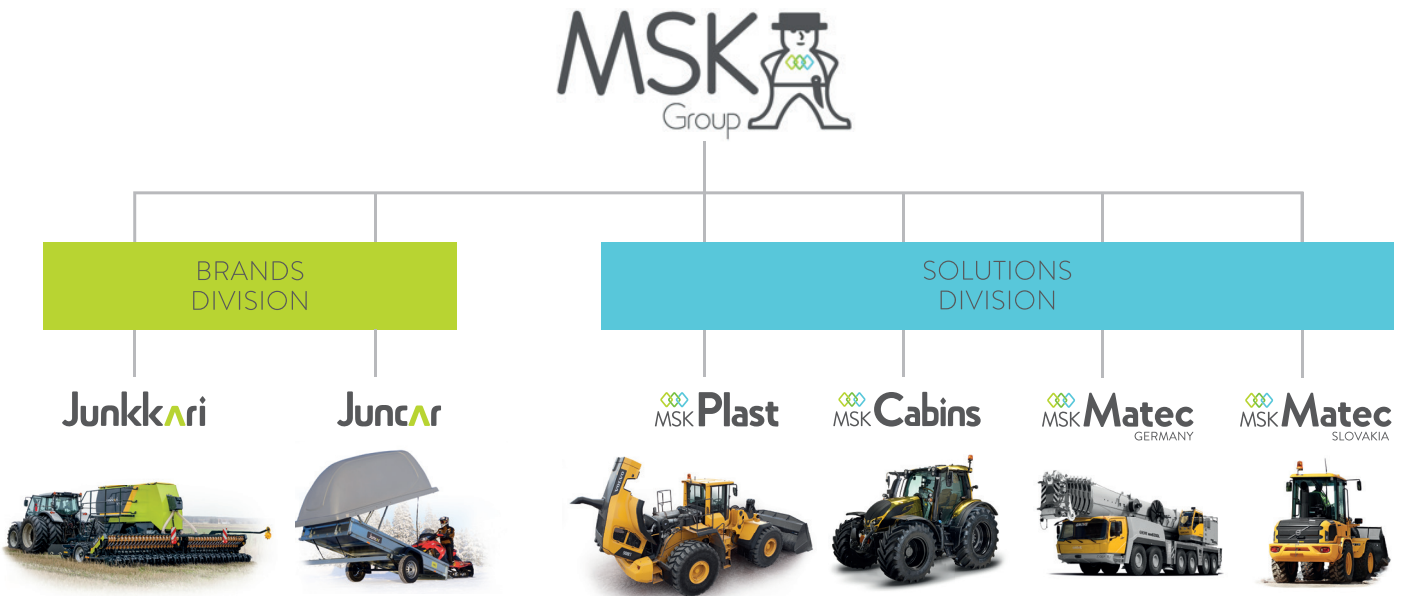 MSK
Group
BRANDS
DIVISION
SOLUTIONS
DIVISION
Junkkari
Juncar
MSK Plast
MSK Cabins
MSK Matec
GERMANY
MSK Matec
SLOVAKIA